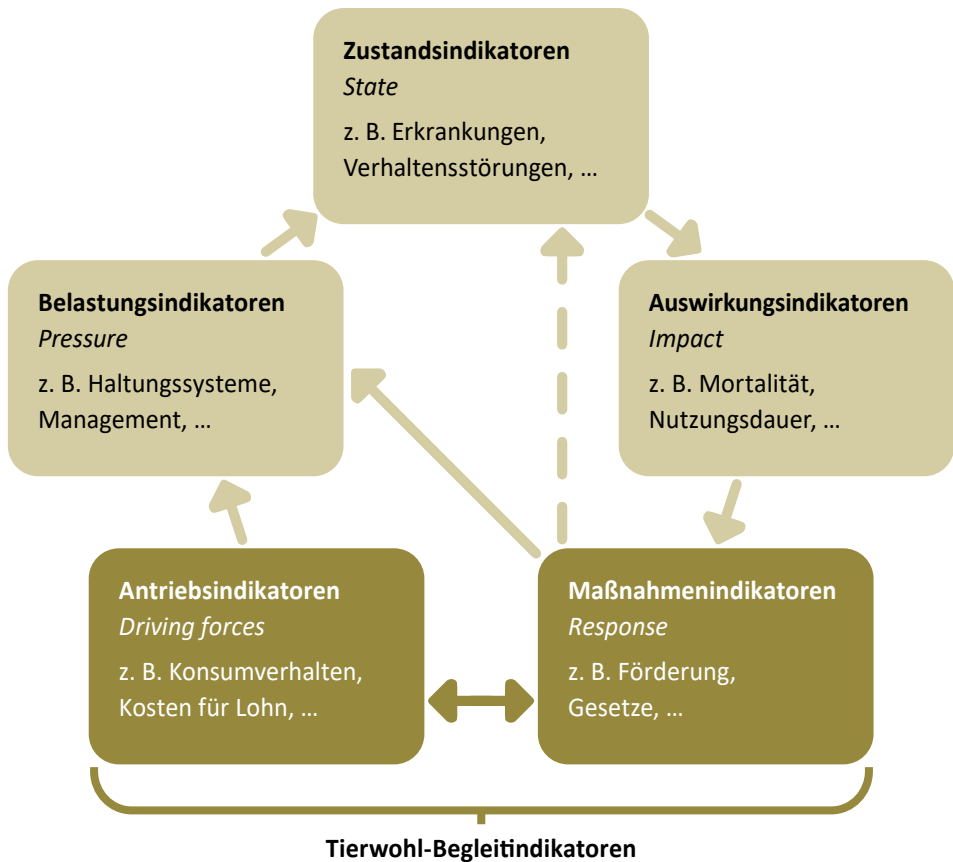 Zustandsindikatoren
State
z. B. Erkrankungen,
Verhaltensstörungen, ...
Belastungsindikatoren
Pressure
z. B. Haltungssysteme,
Management, ...
Auswirkungsindikatoren
Impact
z. B. Mortalität,
Nutzungsdauer, ...
Antriebsindikatoren
Driving forces
z. B. Konsumverhalten,
Kosten für Lohn, ...
Maßnahmenindikatoren
Response
z. B. Förderung,
Gesetze, ...
Tierwohl-Begleitindikatoren